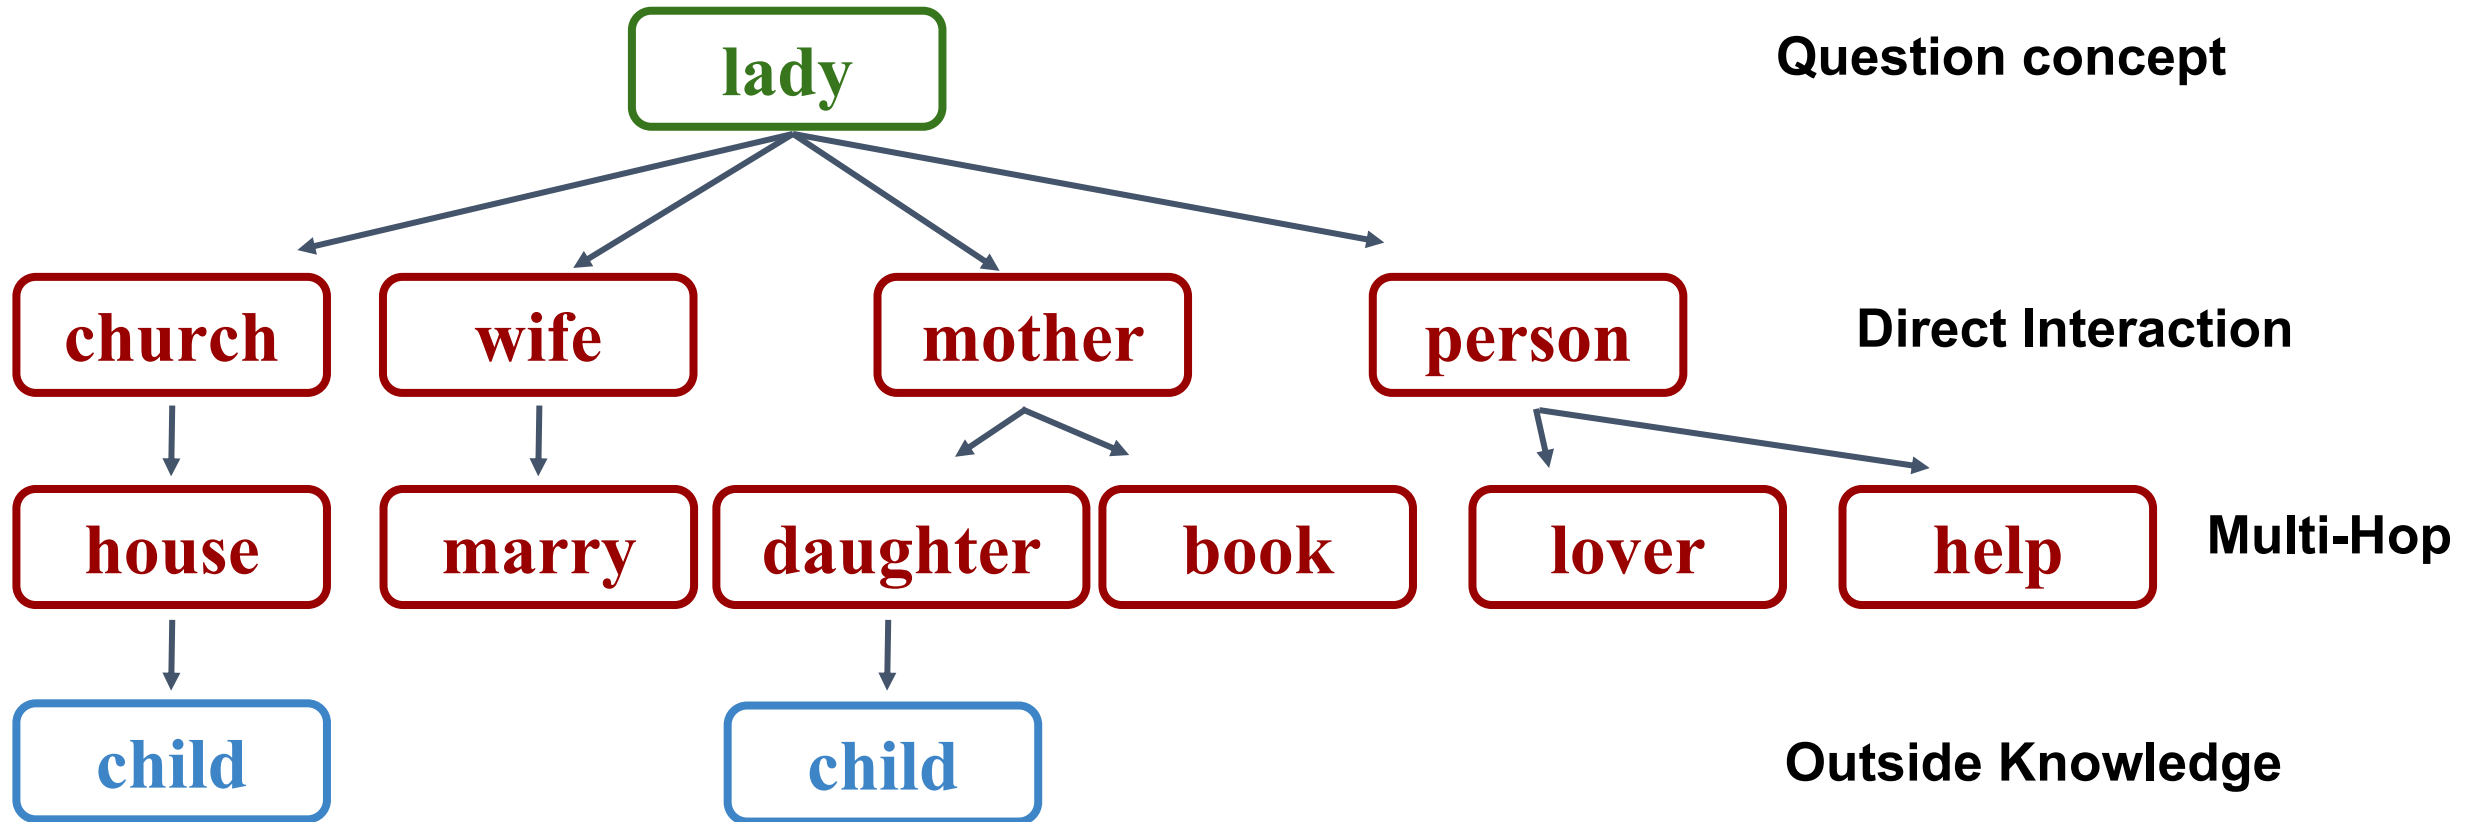 lady
Question concept
church
wife
mother
person
Direct Interaction
house
marry
daughter
book
lover
help
Multi-Hop
child
child
Outside Knowledge